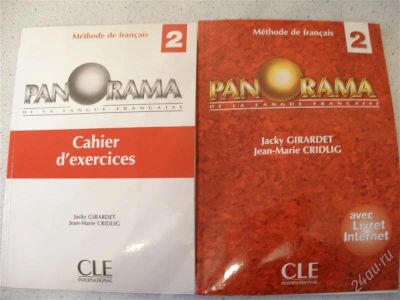 Méthode de français
2
PANORAMA
DE LA LANGUE FRANÇAISE
Cahier
d'exercices
Jacky GIRARDET
Jean-Marie CRIDLIG
CLE
INTERNATIONAL
Méthode de français
2
PANORAMA
DE LA LANGUE FRANÇAISE
Jacky GIRARDET
Jean-Marie CRIDLIG
avec
Livret
Internet
CLE
INTERNATIONAL
24au.ru